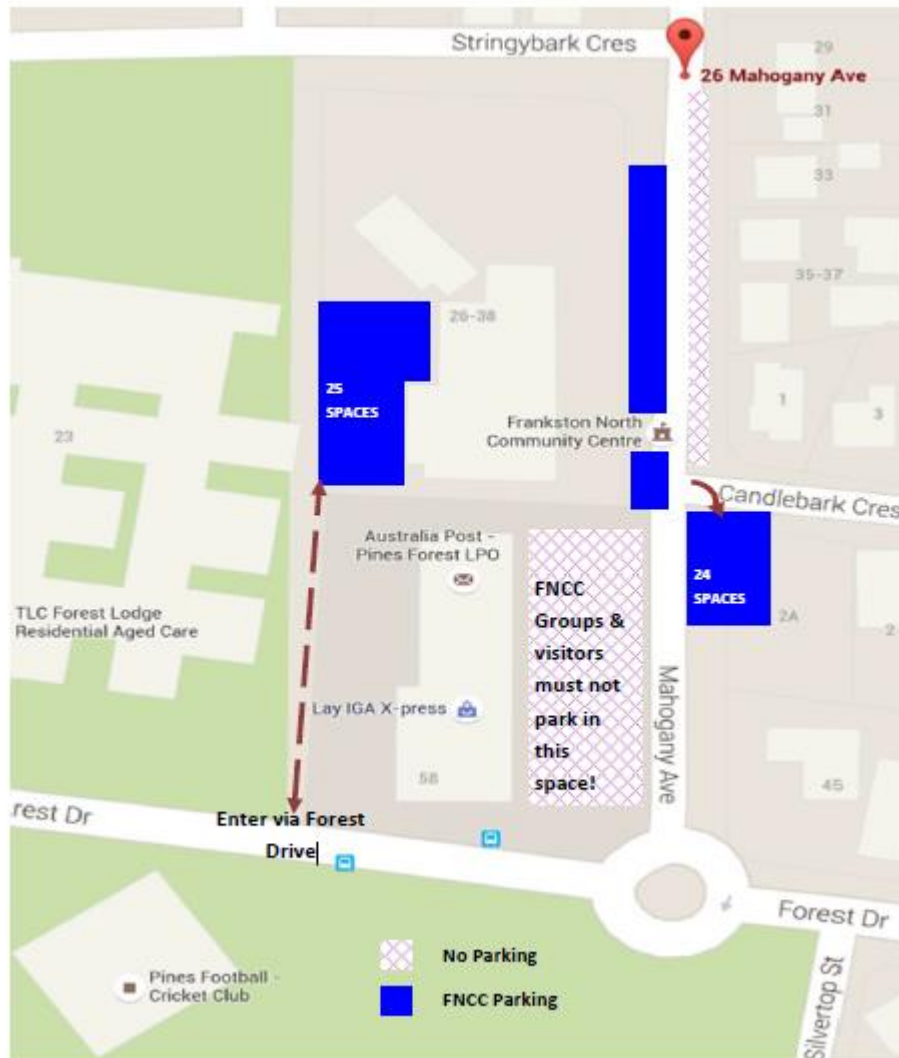 Stringybark Cres
29
26 Mahogany Ave
31
33
35-37
26-38
25
SPACES
1
3
Frankston North
Community Centre
23
Candlebark Cres
Australia Post -
Pines Forest LPO
24
SPACES
FNCC
Groups &
visitors
must not
park in
this
space!
TLC Forest Lodge
Residential Aged Care
2A
2
Mahogany Ave
Lay IGA X-press
58
45
rest Dr
Enter via Forest
Drive
Forest Dr
No Parking
Pines Football -
Cricket Club
FNCC Parking
Silvertop St